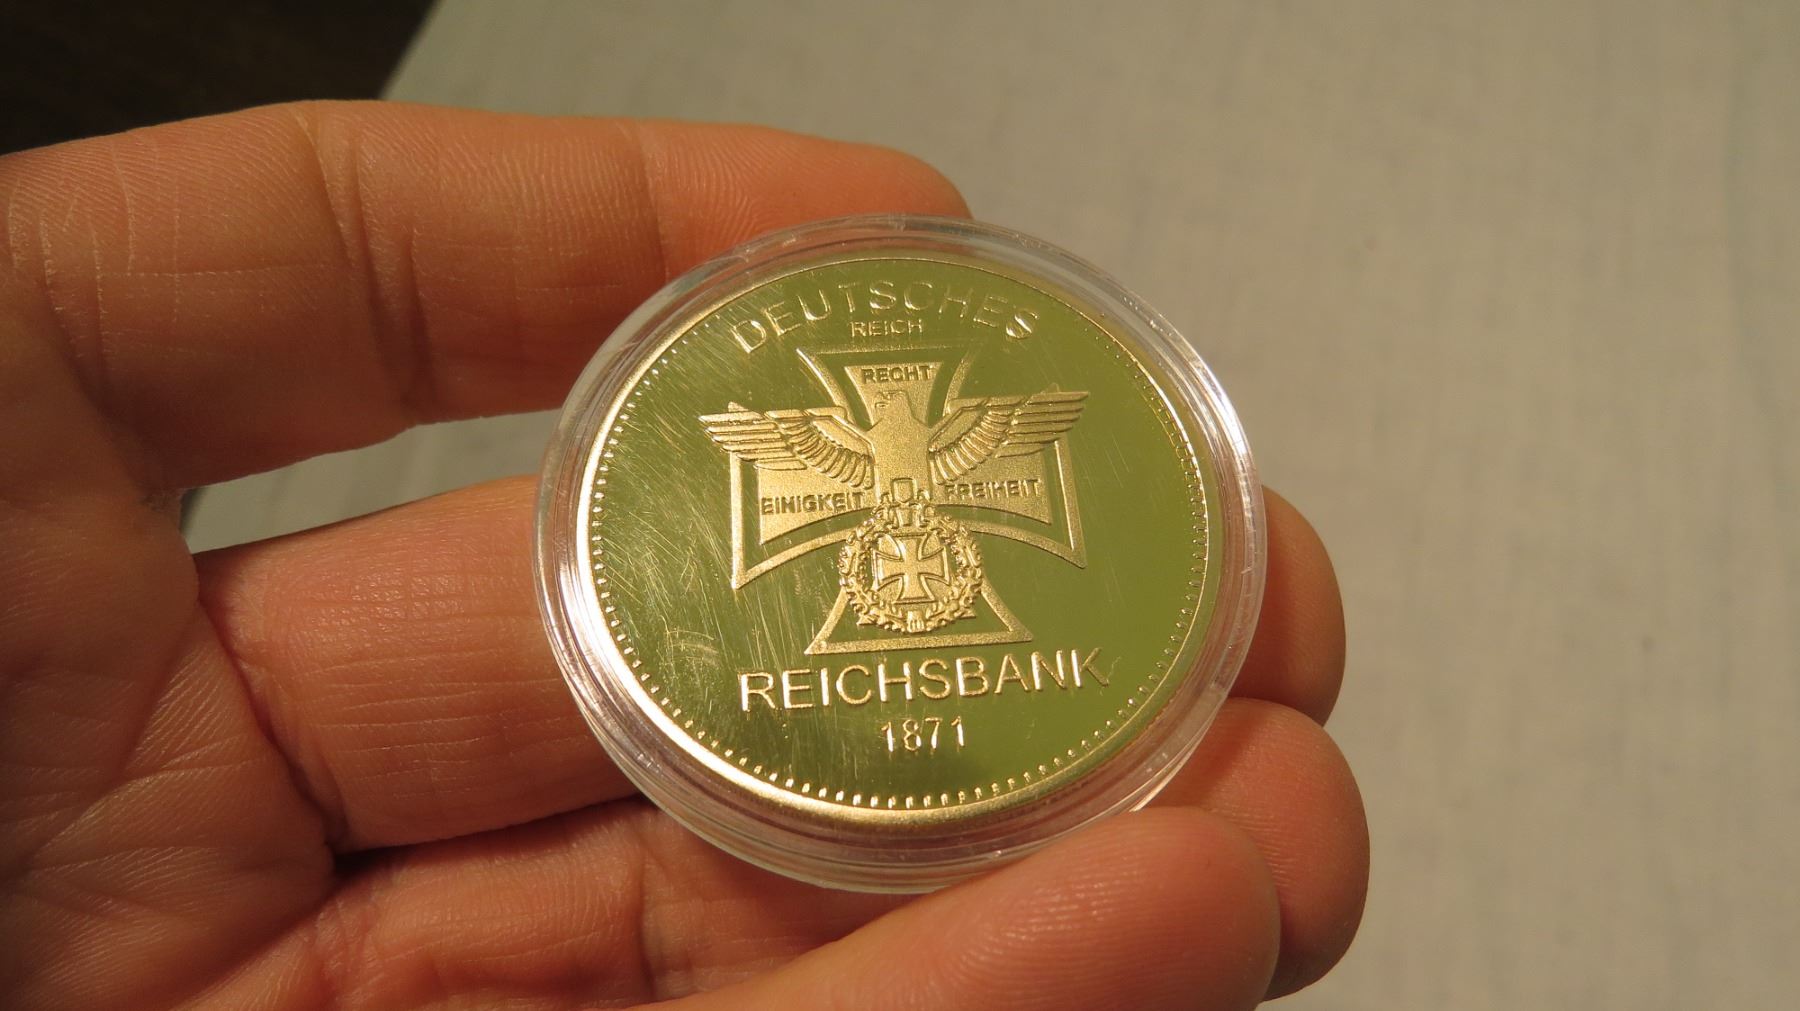 DEUTSCHES
REICH
RECHT
EINIGKEIT FREIHEIT
REICHSBANK
1871